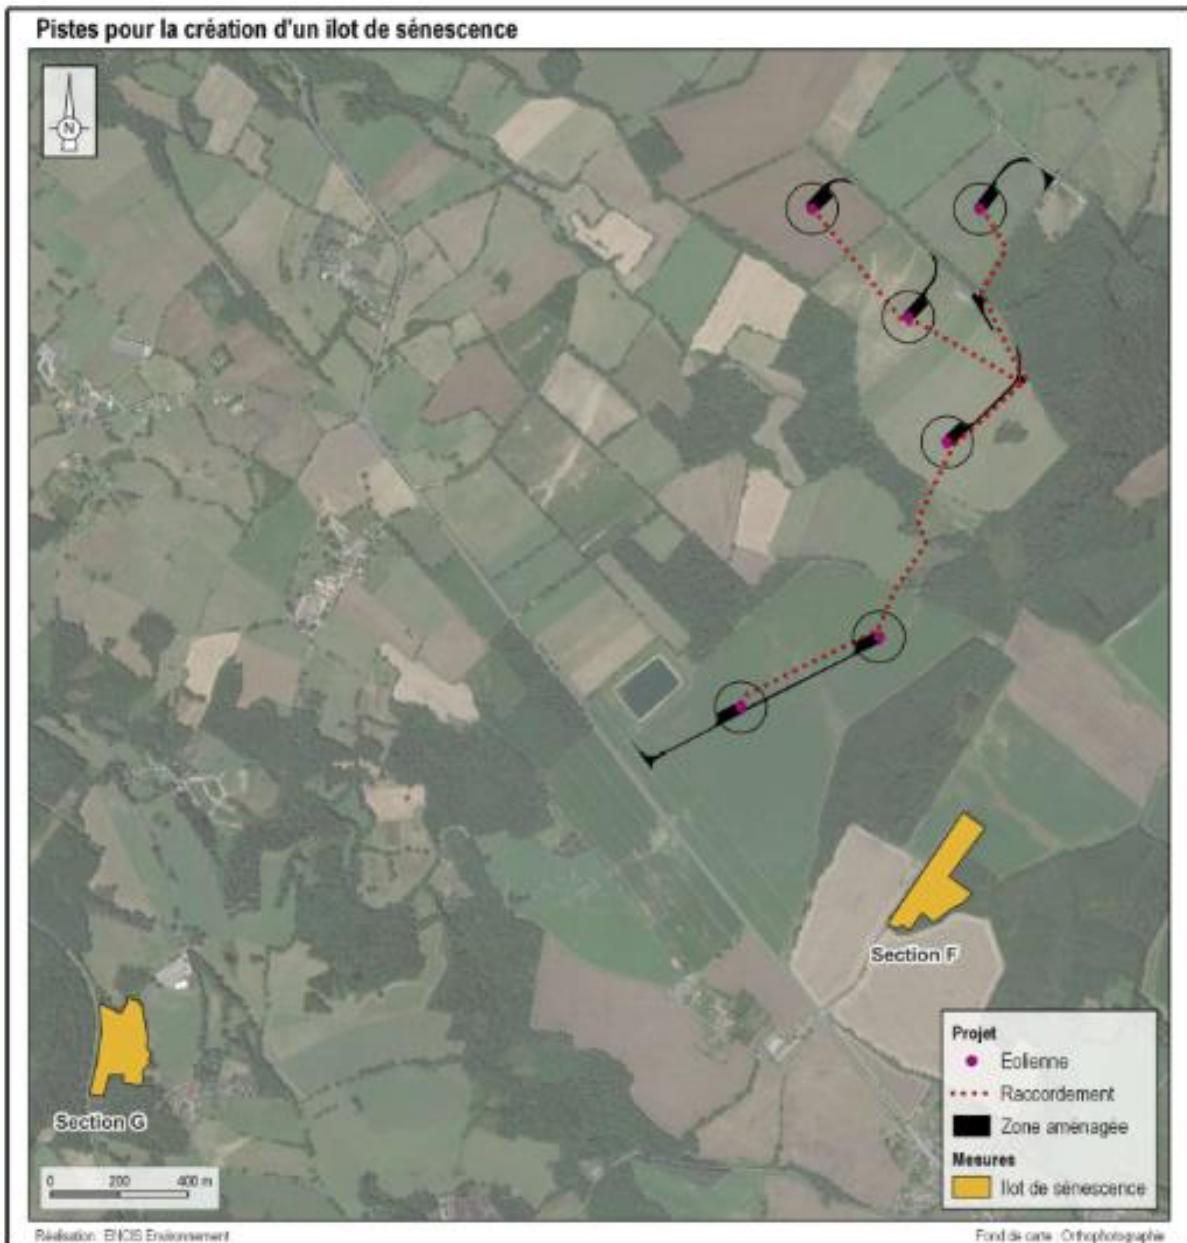 Pistes pour la création d'un ilot de sénescence
N
Section F
Section G
Projet
Eolienne
Raccordement
Zone aménagée
Mesures
Ilot de sénescence
0 200 400 m
Réalisation : ENCIS Environnement
Fond de carte : Orthophotographie